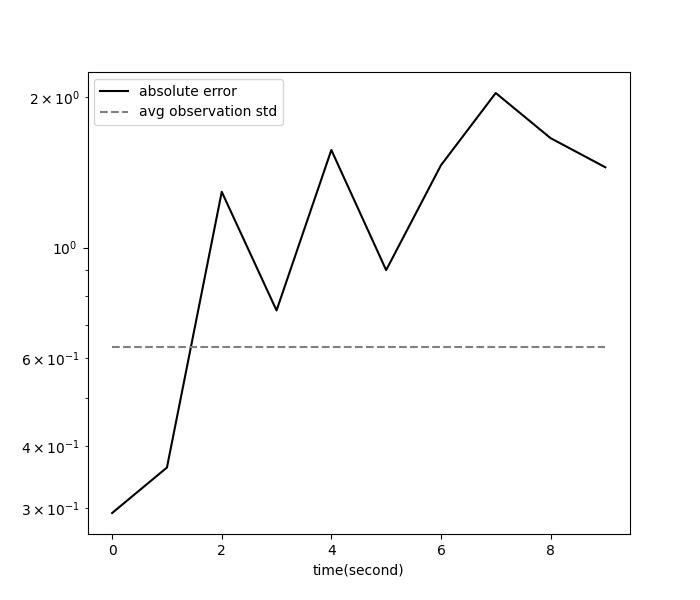 absolute error
avg observation std
2 × 10⁰
10⁰
6 × 10⁻¹
4 × 10⁻¹
3 × 10⁻¹
0 2 4 6 8
time(second)